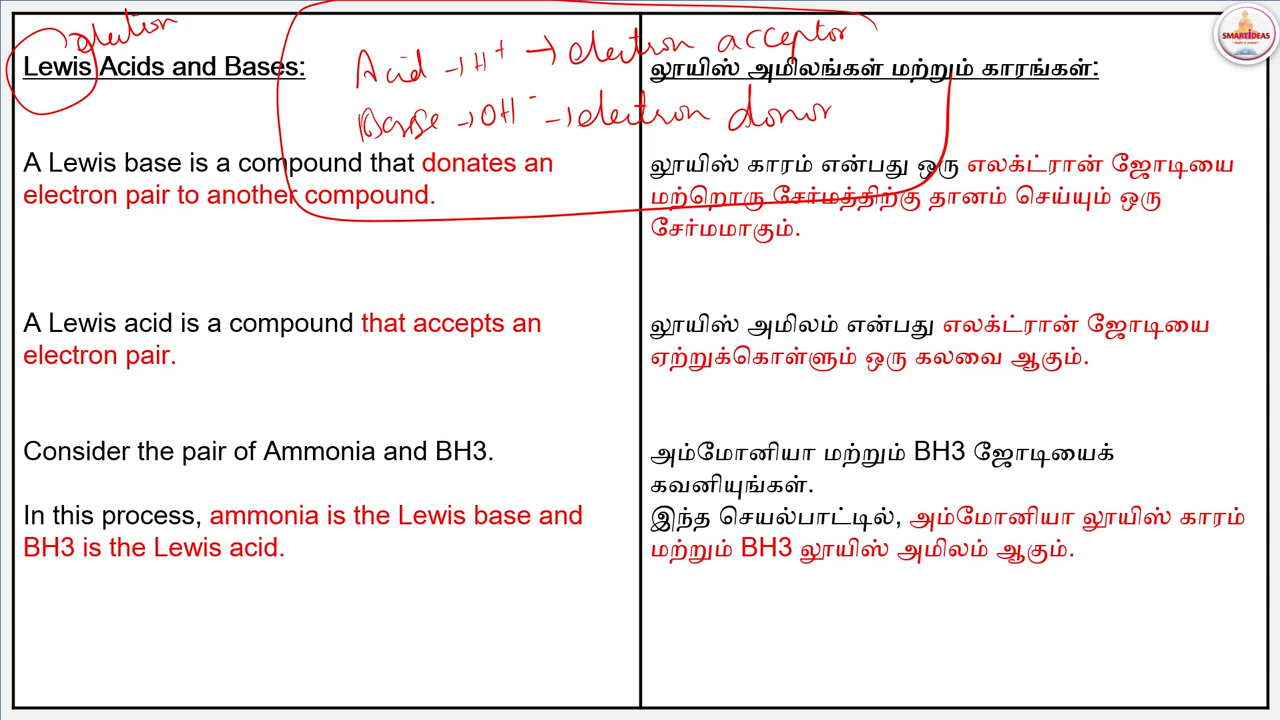 election
Acid → H+ → electron acceptor
Base → OH- → electron donor
SMARTIDEAS
Lewis Acids and Bases:
A Lewis base is a compound that donates an
electron pair to another compound.
A Lewis acid is a compound that accepts an
electron pair.
Consider the pair of Ammonia and BH3.
In this process, ammonia is the Lewis base and
BH3 is the Lewis acid.
லூயிஸ் அமிலங்கள் மற்றும் காரங்கள்:
லூயிஸ் காரம் என்பது ஒரு எலக்ட்ரான் ஜோடியை
மற்றொரு சேர்மத்திற்கு தானம் செய்யும் ஒரு
சேர்மமாகும்.
லூயிஸ் அமிலம் என்பது எலக்ட்ரான் ஜோடியை
ஏற்றுக்கொள்ளும் ஒரு கலவை ஆகும்.
அம்மோனியா மற்றும் BH3 ஜோடியைக்
கவனியுங்கள்.
இந்த செயல்பாட்டில், அம்மோனியா லூயிஸ் காரம்
மற்றும் BH3 லூயிஸ் அமிலம் ஆகும்.